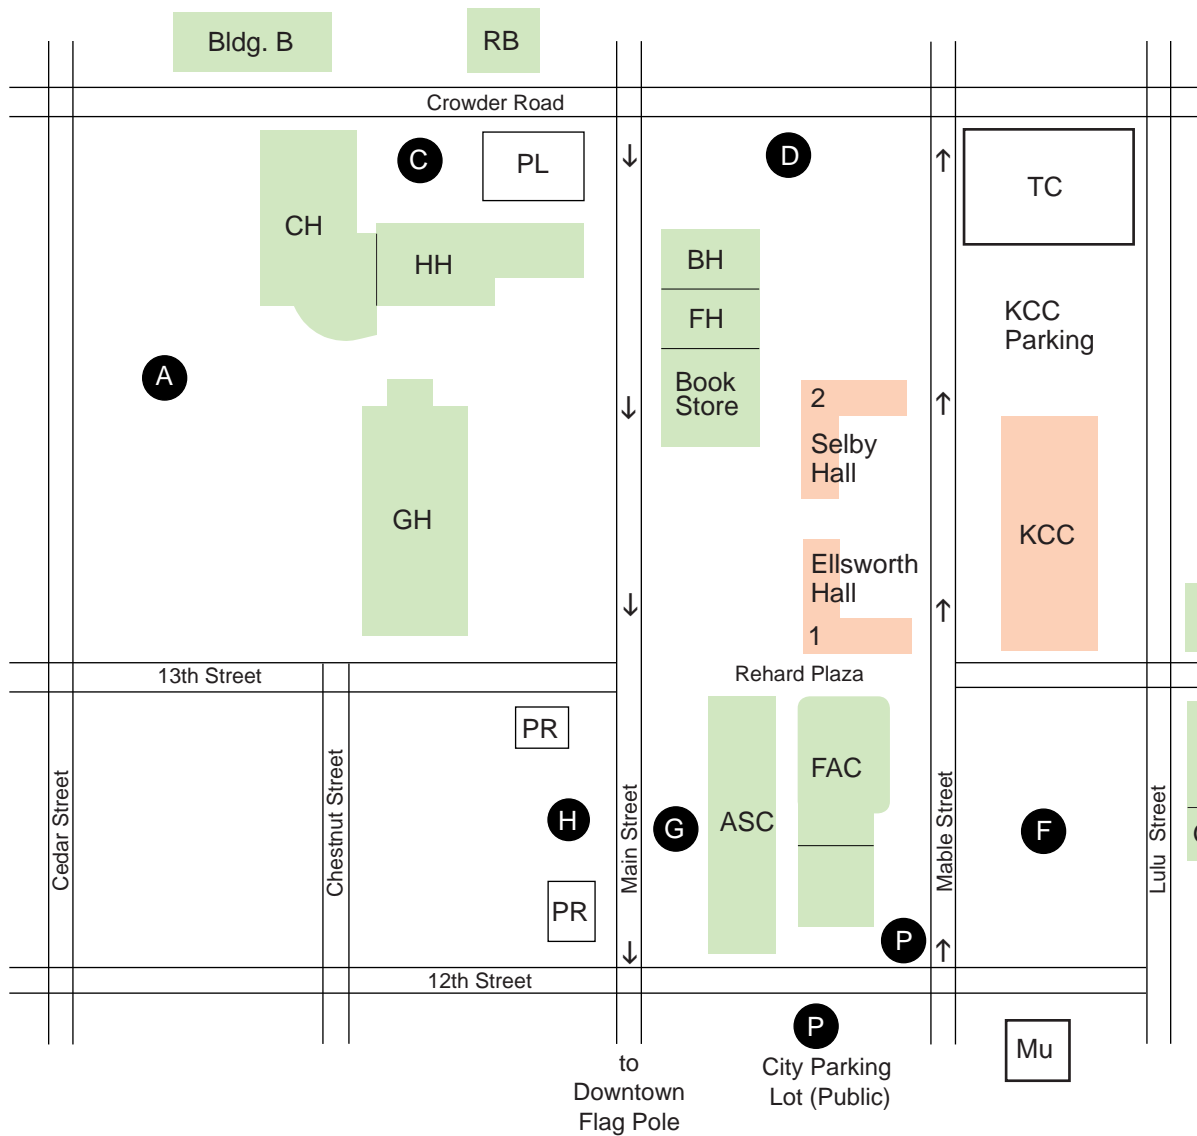 Bldg. B
RB
Crowder Road
C
PL
D
TC
CH
HH
BH
FH
Book
Store
KCC
Parking
A
2
Selby
Hall
GH
KCC
Ellsworth
Hall
1
13th Street
Rehard Plaza
PR
FAC
Cedar Street
Chestnut Street
H
Main Street
G
ASC
Mable Street
F
Lulu Street
PR
P
12th Street
P
Mu
to
Downtown
Flag Pole
City Parking
Lot (Public)